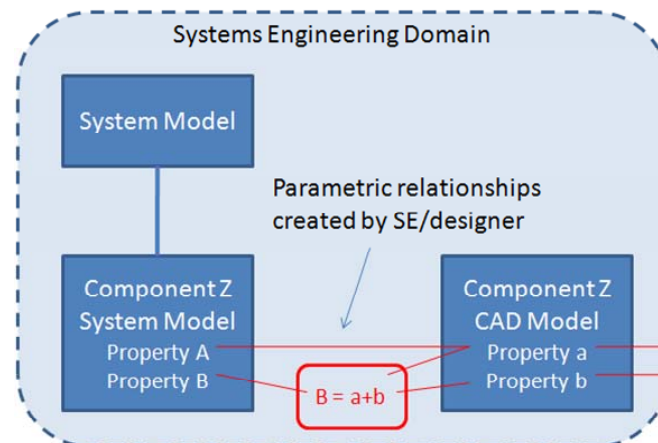 Systems Engineering Domain
System Model
Parametric relationships
created by SE/designer
Component Z
System Model
Property A
Property B
B = a+b
Component Z
CAD Model
Property a
Property b